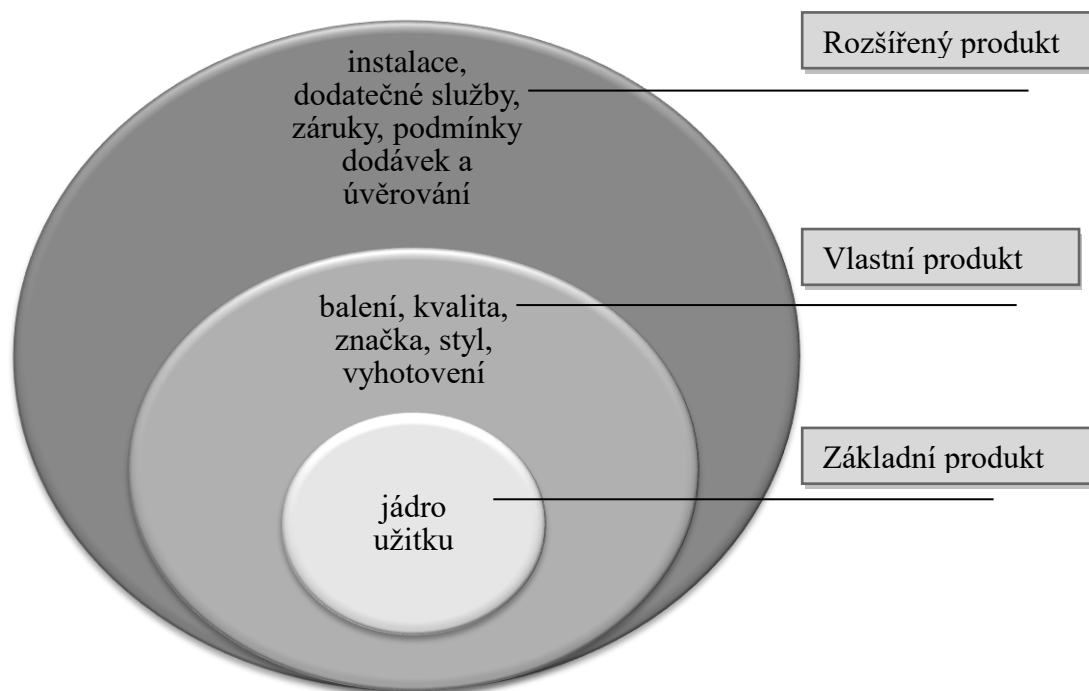 Rozšířený produkt
instalace,
dodatečné služby,
záruky, podmínky
dodávek a
úvěrování
Vlastní produkt
balení, kvalita,
značka, styl,
vyhotovení
Základní produkt
jádro
užitku